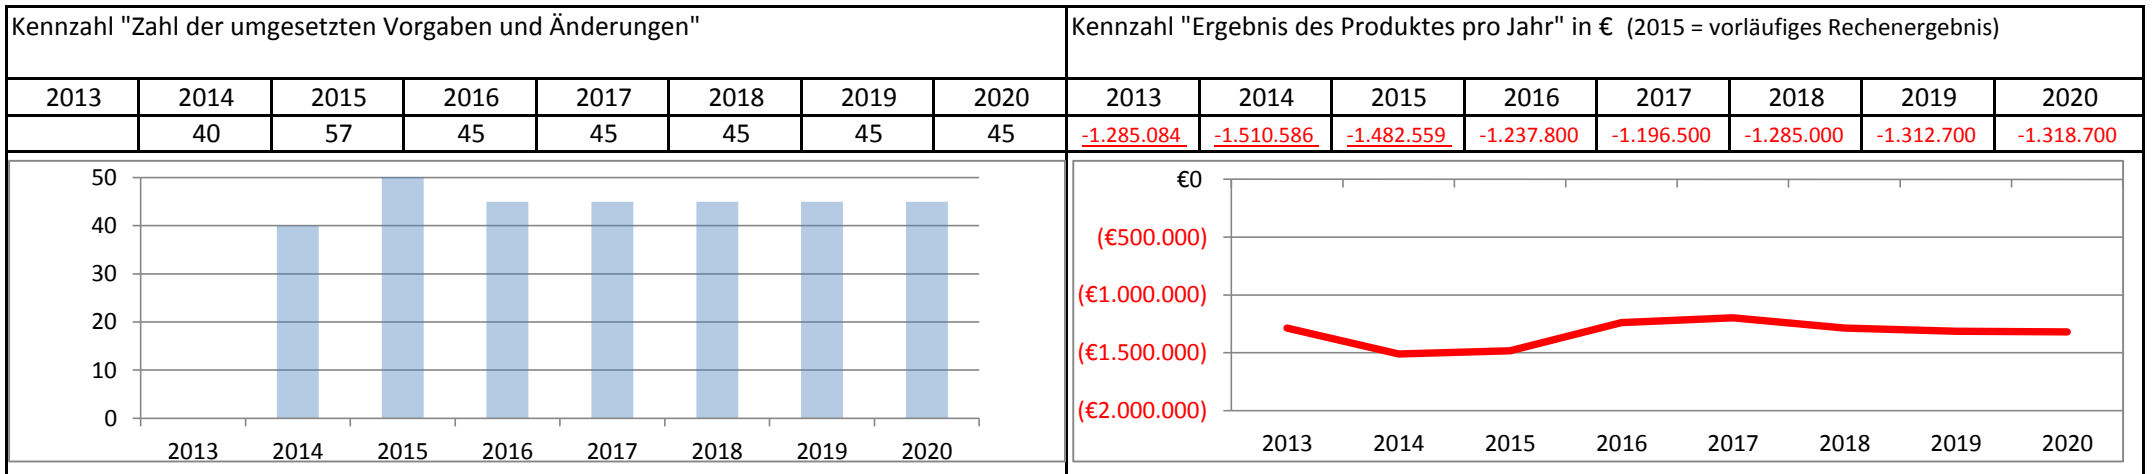 Kennzahl "Zahl der umgesetzten Vorgaben und Änderungen"
2013 2014 2015 2016 2017 2018 2019 2020
40 57 45 45 45 45 45
50
40
30
20
10
0
2013 2014 2015 2016 2017 2018 2019 2020
Kennzahl "Ergebnis des Produktes pro Jahr" in € (2015 = vorläufiges Rechenergebnis)
2013 2014 2015 2016 2017 2018 2019 2020
-1.285.084 -1.510.586 -1.482.559 -1.237.800 -1.196.500 -1.285.000 -1.312.700 -1.318.700
€0
(€500.000)
(€1.000.000)
(€1.500.000)
(€2.000.000)
2013 2014 2015 2016 2017 2018 2019 2020